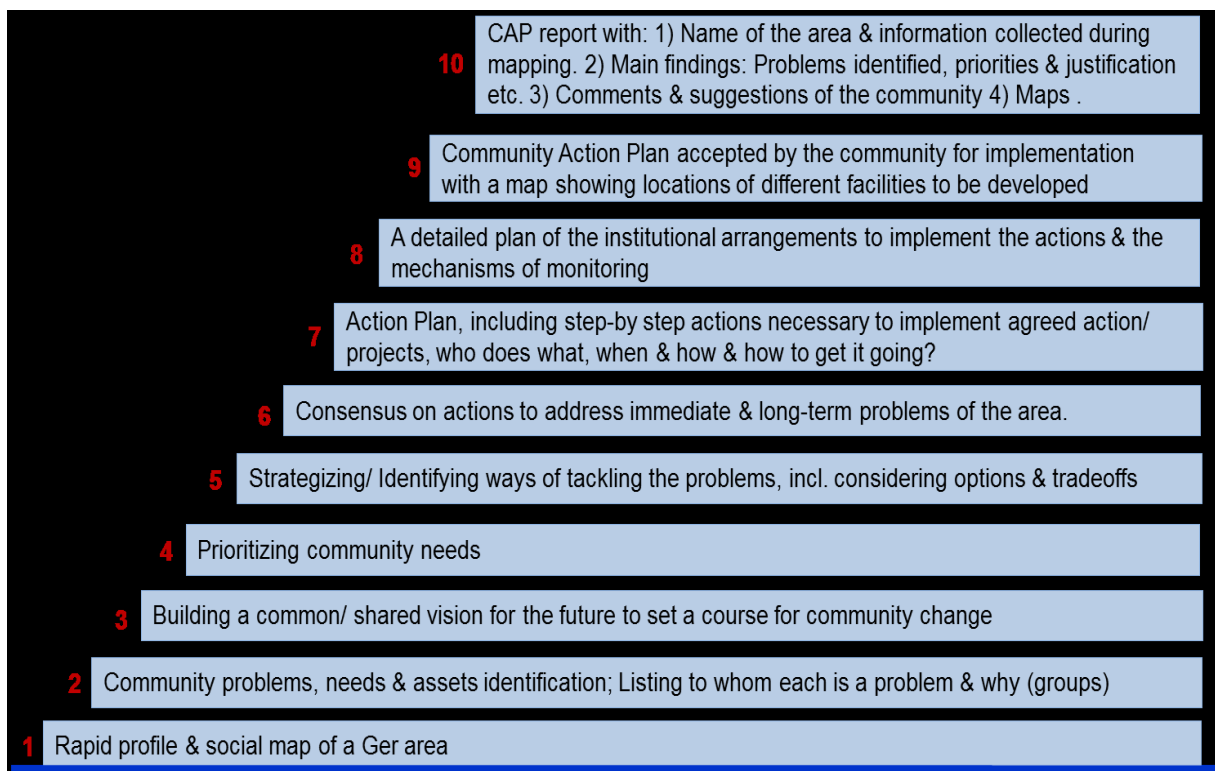 10
CAP report with: 1) Name of the area & information collected during
mapping. 2) Main findings: Problems identified, priorities & justification
etc. 3) Comments & suggestions of the community 4) Maps .
9
Community Action Plan accepted by the community for implementation
with a map showing locations of different facilities to be developed
8
A detailed plan of the institutional arrangements to implement the actions & the
mechanisms of monitoring
7
Action Plan, including step-by step actions necessary to implement agreed action/
projects, who does what, when & how & how to get it going?
6
Consensus on actions to address immediate & long-term problems of the area.
5
Strategizing/ Identifying ways of tackling the problems, incl. considering options & tradeoffs
4
Prioritizing community needs
3
Building a common/ shared vision for the future to set a course for community change
2
Community problems, needs & assets identification; Listing to whom each is a problem & why (groups)
1
Rapid profile & social map of a Ger area